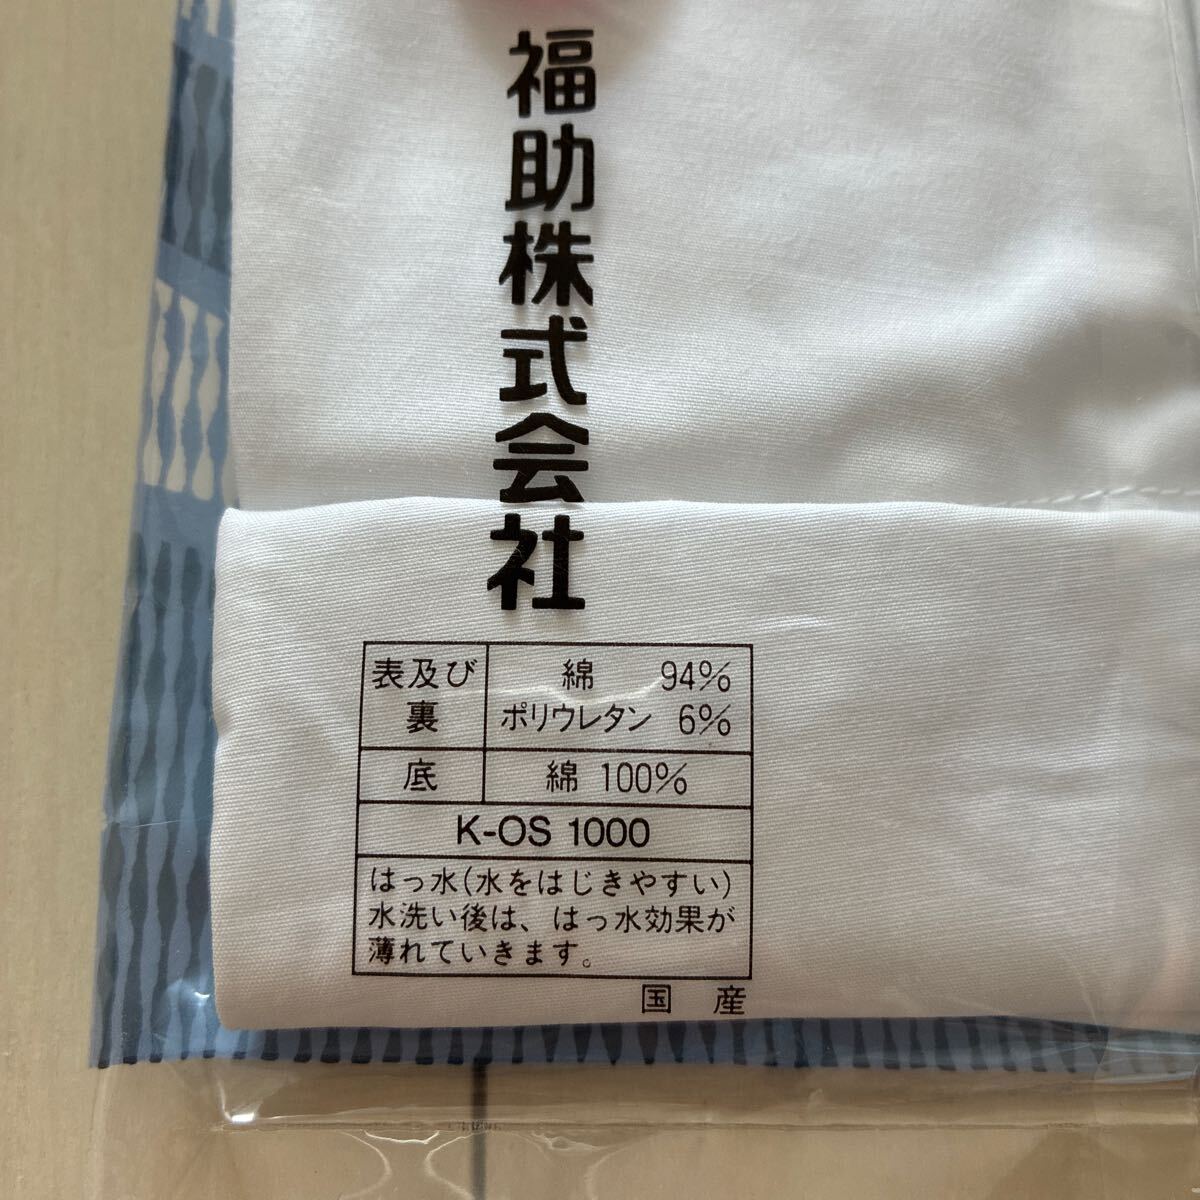 福助株式会社
表及び裏
綿 94%
ポリウレタン 6%
底 綿 100%
K-OS 1000
はっ水(水をはじきやすい)
水洗い後は、はっ水効果が
薄れていきます。
国 産